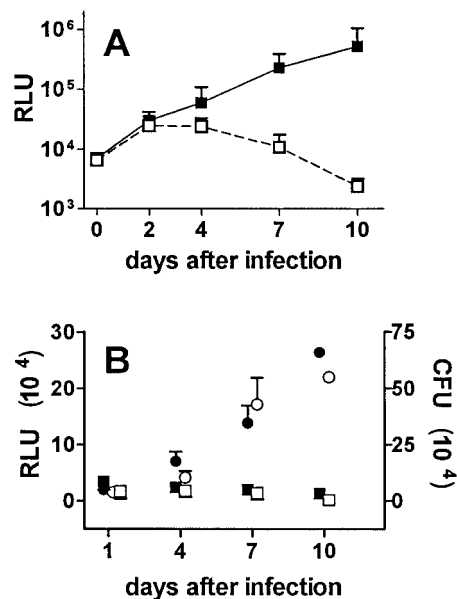 A
RLU
10⁶
10⁵
10⁴
10³
0 2 4 7 10
days after infection
B
RLU (10⁴)
30
20
10
0
CFU (10⁴)
75
50
25
0
1 4 7 10
days after infection